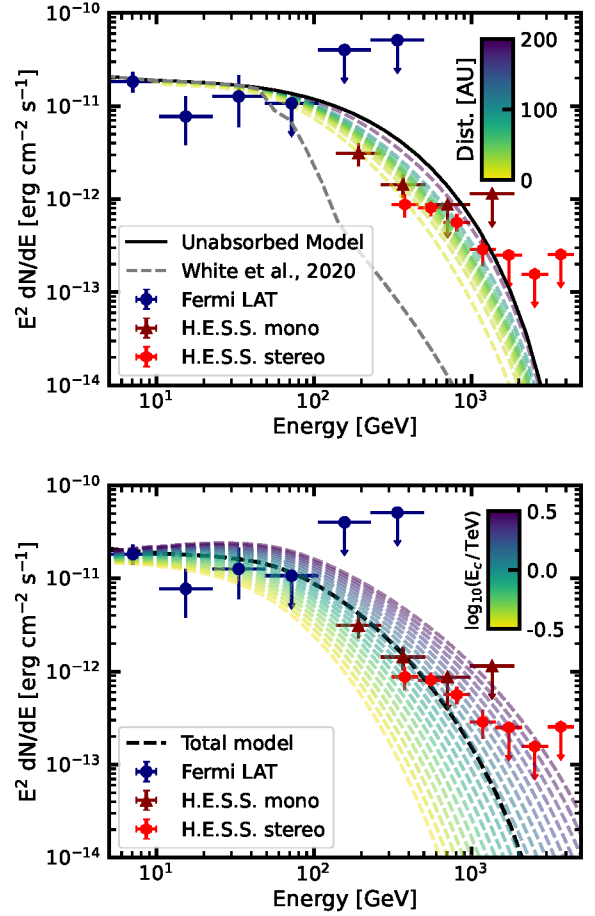 10⁻¹⁰
10⁻¹¹
10⁻¹²
10⁻¹³
10⁻¹⁴
E² dN/dE [erg cm⁻² s⁻¹]
200
100
0
Dist. [AU]
Unabsorbed Model
White et al., 2020
Fermi LAT
H.E.S.S. mono
H.E.S.S. stereo
10¹ 10² 10³
Energy [GeV]
10⁻¹⁰
10⁻¹¹
10⁻¹²
10⁻¹³
10⁻¹⁴
E² dN/dE [erg cm⁻² s⁻¹]
0.5
0.0
-0.5
log₁₀(E_c/TeV)
Total model
Fermi LAT
H.E.S.S. mono
H.E.S.S. stereo
10¹ 10² 10³
Energy [GeV]